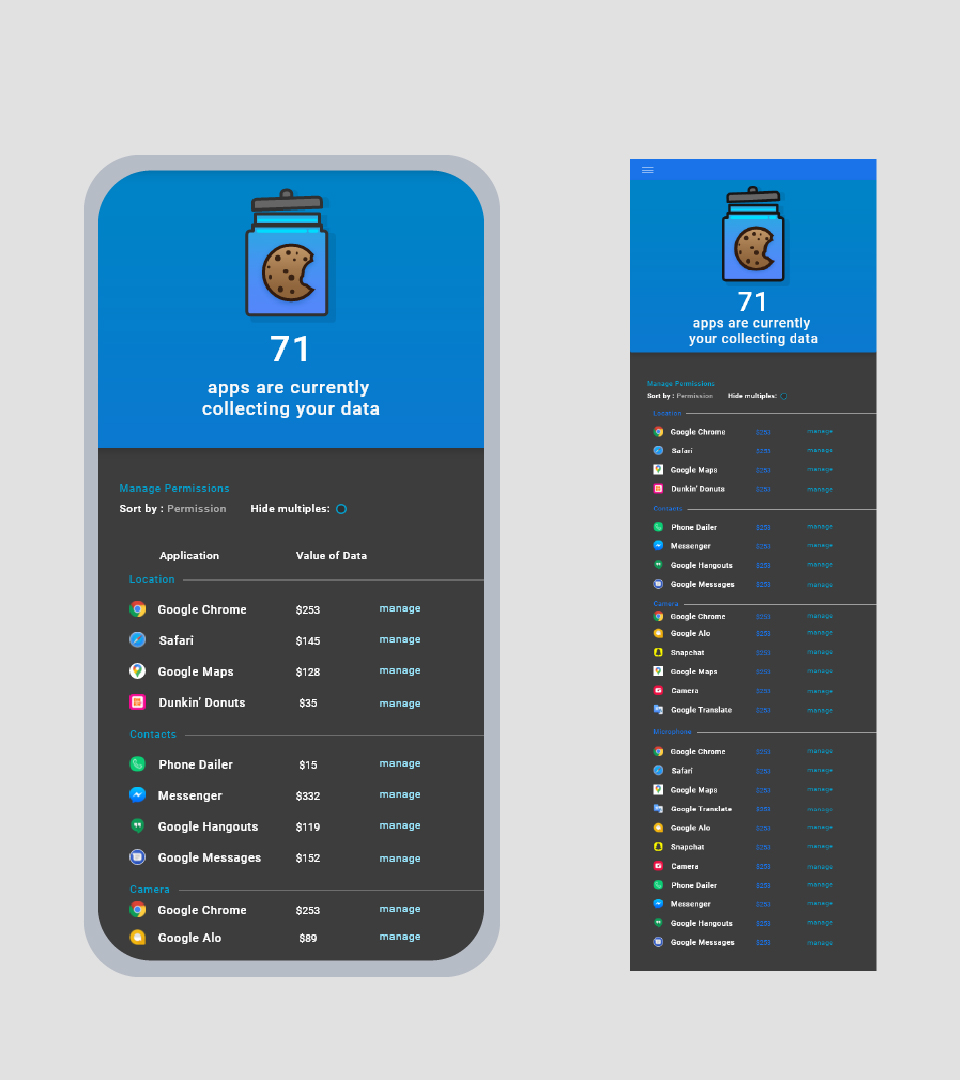 71
apps are currently
collecting your data
Manage Permissions
Sort by : Permission Hide multiples:
Application Value of Data
Location
Google Chrome $253 manage
Safari $145 manage
Google Maps $128 manage
Dunkin' Donuts $35 manage
Contacts
Phone Dailer $15 manage
Messenger $332 manage
Google Hangouts $119 manage
Google Messages $152 manage
Camera
Google Chrome $253 manage
Google Alo $89 manage
71
apps are currently
your collecting data
Manage Permissions
Sort by : Permission Hide multiples:
Location
Google Chrome $253 manage
Safari $253 manage
Google Maps $253 manage
Dunkin' Donuts $253 manage
Contacts
Phone Dailer $253 manage
Messenger $253 manage
Google Hangouts $253 manage
Google Messages $253 manage
Camera
Google Chrome $253 manage
Google Alo $253 manage
Snapchat $253 manage
Google Maps $253 manage
Camera $253 manage
Google Translate $253 manage
Microphone
Google Chrome $253 manage
Safari $253 manage
Google Maps $253 manage
Google Translate $253 manage
Google Alo $253 manage
Snapchat $253 manage
Camera $253 manage
Phone Dailer $253 manage
Messenger $253 manage
Google Hangouts $253 manage
Google Messages $253 manage